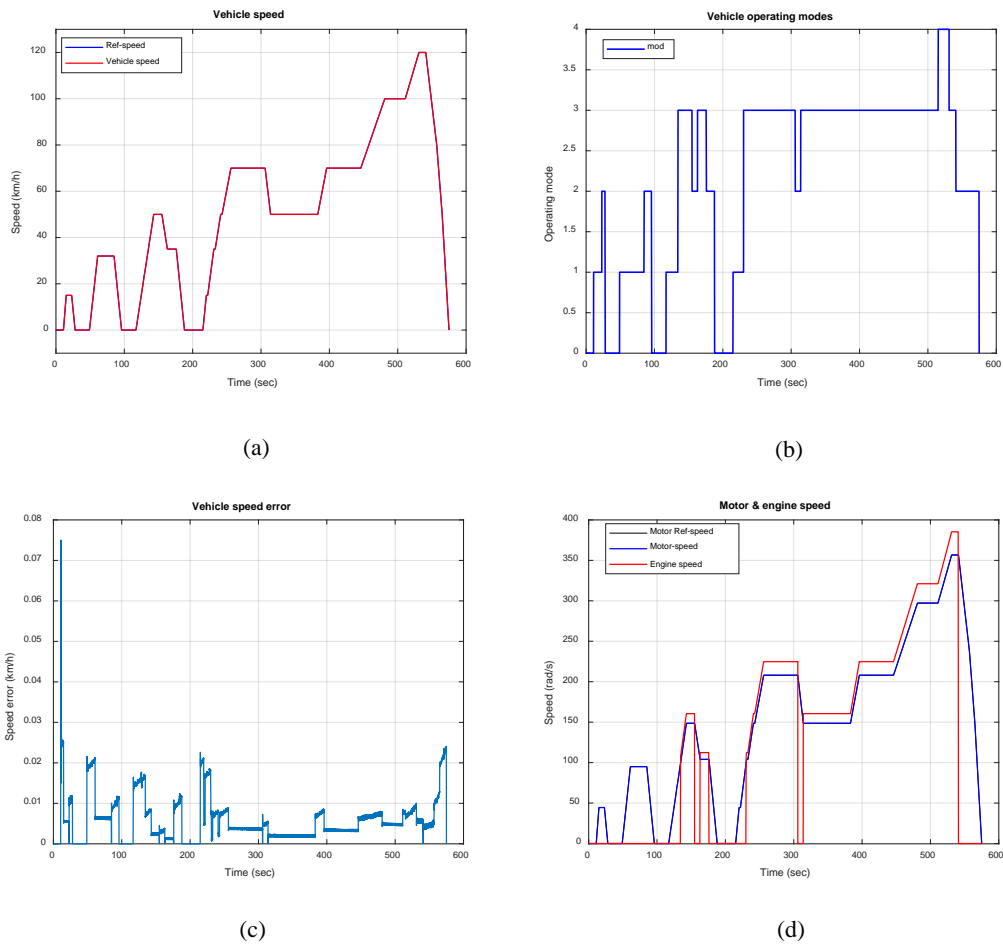 Vehicle speed
Ref-speed
Vehicle speed
120
100
80
60
40
20
0
Speed (km/h)
0 100 200 300 400 500 600
Time (sec)
(a)
Vehicle operating modes
mod
4
3.5
3
2.5
2
1.5
1
0.5
0
Operating mode
0 100 200 300 400 500 600
Time (sec)
(b)
Vehicle speed error
0.08
0.07
0.06
0.05
0.04
0.03
0.02
0.01
0
Speed error (km/h)
0 100 200 300 400 500 600
Time (sec)
(c)
Motor & engine speed
Motor Ref-speed
Motor-speed
Engine speed
400
350
300
250
200
150
100
50
0
Speed (rad/s)
0 100 200 300 400 500 600
Time (sec)
(d)